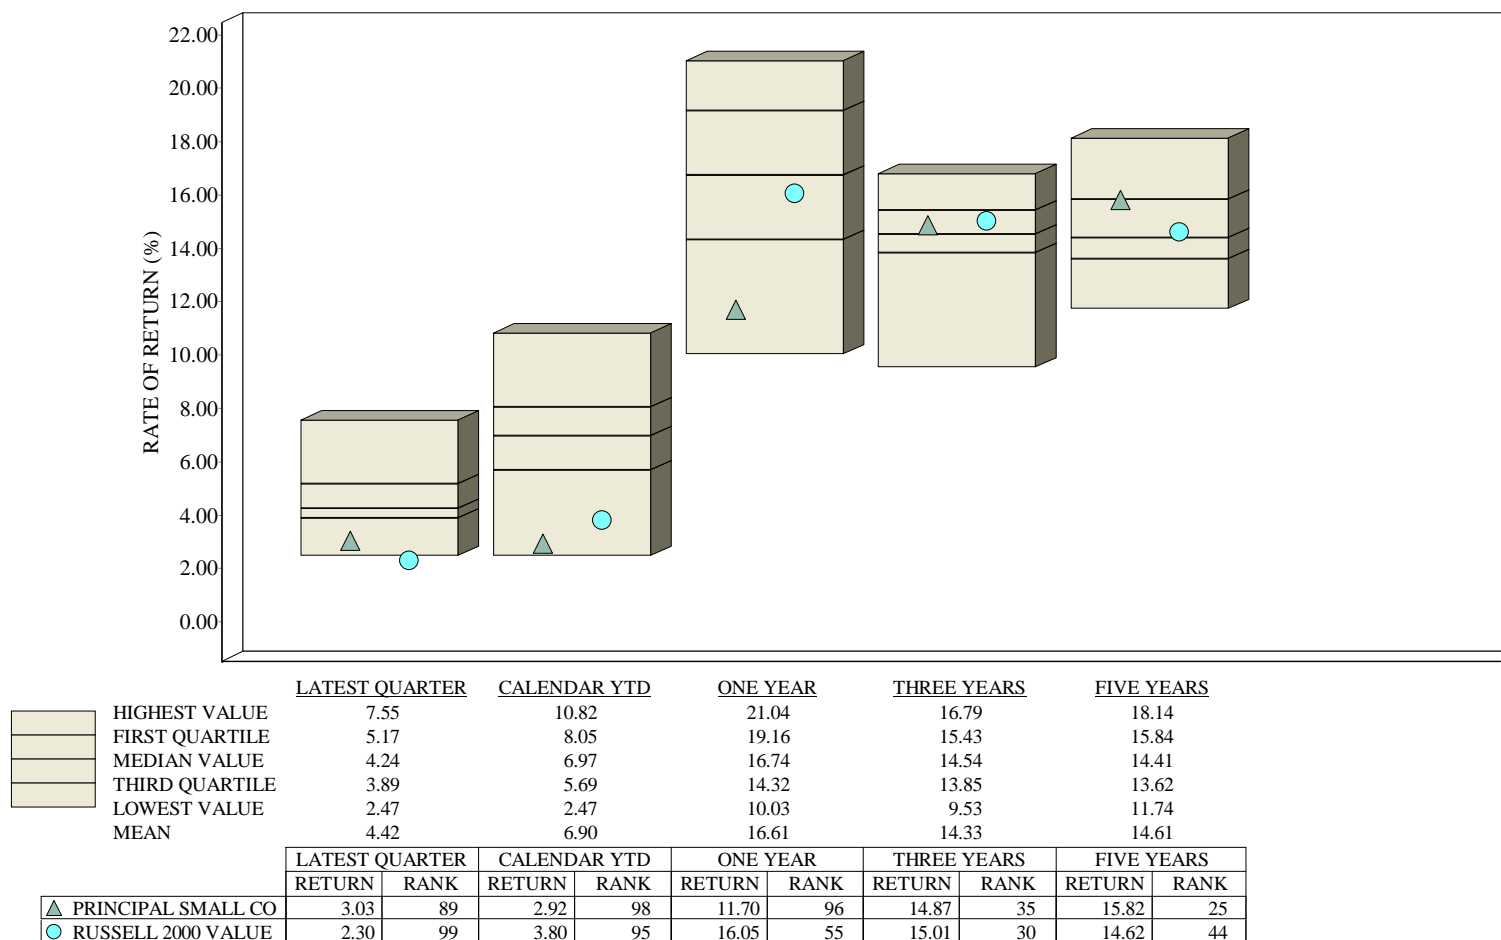 22.00
20.00
18.00
16.00
14.00
12.00
10.00
8.00
6.00
4.00
2.00
0.00
RATE OF RETURN (%)
LATEST QUARTER CALENDAR YTD ONE YEAR THREE YEARS FIVE YEARS
HIGHEST VALUE 7.55 10.82 21.04 16.79 18.14
FIRST QUARTILE 5.17 8.05 19.16 15.43 15.84
MEDIAN VALUE 4.24 6.97 16.74 14.54 14.41
THIRD QUARTILE 3.89 5.69 14.32 13.85 13.62
LOWEST VALUE 2.47 2.47 10.03 9.53 11.74
MEAN 4.42 6.90 16.61 14.33 14.61
LATEST QUARTER CALENDAR YTD ONE YEAR THREE YEARS FIVE YEARS
RETURN RANK RETURN RANK RETURN RANK RETURN RANK RETURN RANK
PRINCIPAL SMALL CO 3.03 89 2.92 98 11.70 96 14.87 35 15.82 25
RUSSELL 2000 VALUE 2.30 99 3.80 95 16.05 55 15.01 30 14.62 44